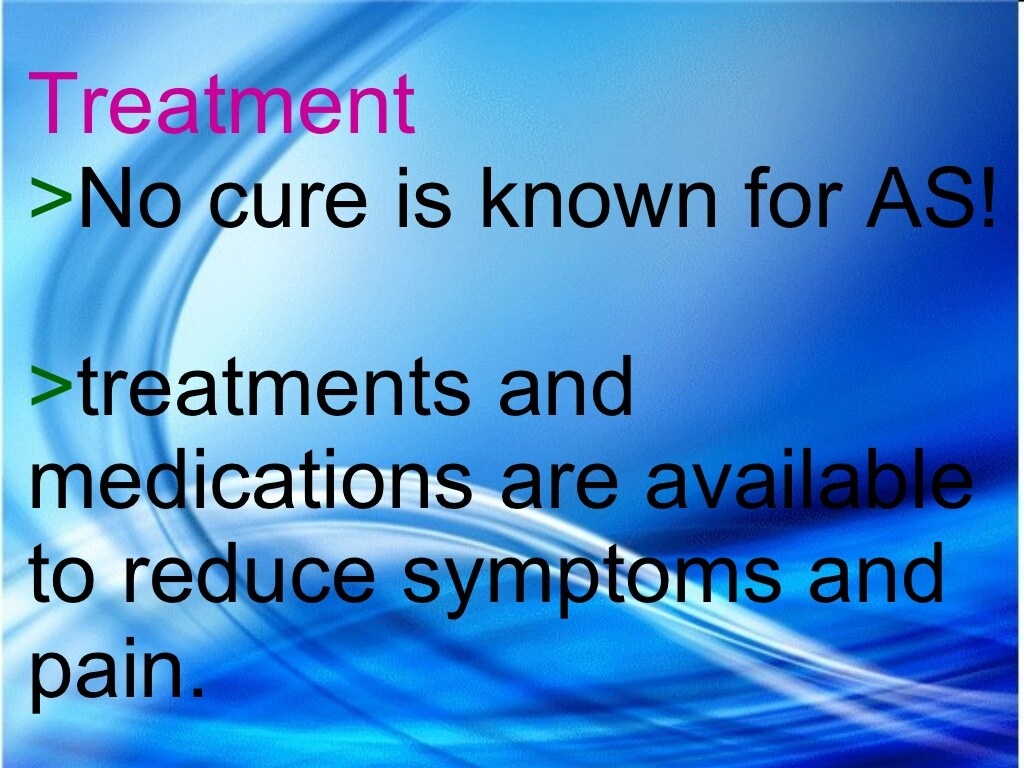 Treatment
>No cure is known for AS!
>treatments and
medications are available
to reduce symptoms and
pain.